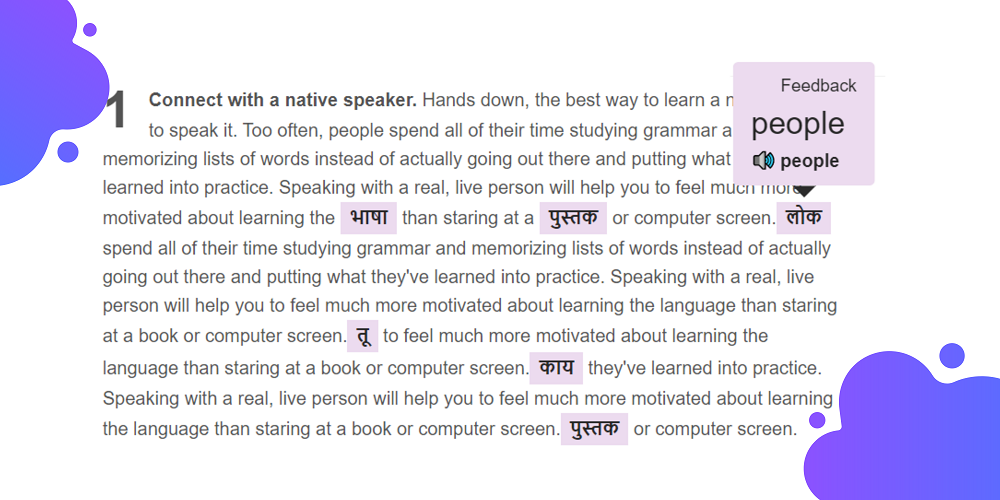 Feedback
people
people
1
Connect with a native speaker. Hands down, the best way to learn a n
to speak it. Too often, people spend all of their time studying grammar a
memorizing lists of words instead of actually going out there and putting what
learned into practice. Speaking with a real, live person will help you to feel much more
motivated about learning the भाषा than staring at a पुस्तक or computer screen. लोक
spend all of their time studying grammar and memorizing lists of words instead of actually
going out there and putting what they've learned into practice. Speaking with a real, live
person will help you to feel much more motivated about learning the language than staring
at a book or computer screen. तू to feel much more motivated about learning the
language than staring at a book or computer screen. काय they've learned into practice.
Speaking with a real, live person will help you to feel much more motivated about learning
the language than staring at a book or computer screen. पुस्तक or computer screen.